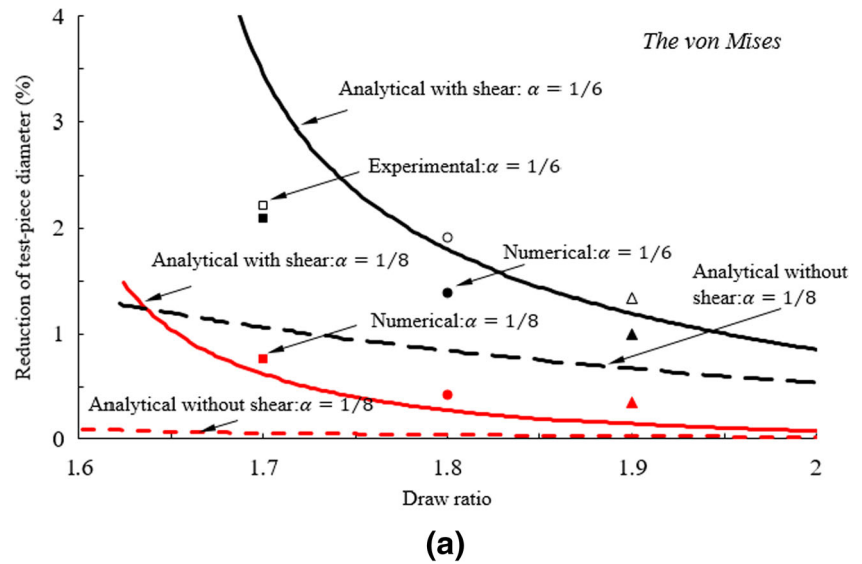 4
The von Mises
Analytical with shear: α = 1/6
3
Experimental:α = 1/6
2
Numerical:α = 1/6
Analytical with shear:α = 1/8
Analytical without
shear:α = 1/8
Numerical:α = 1/8
1
Analytical without shear:α = 1/8
0
1.6 1.7 1.8 1.9 2
Draw ratio
Reduction of test-piece diameter (%)
(a)